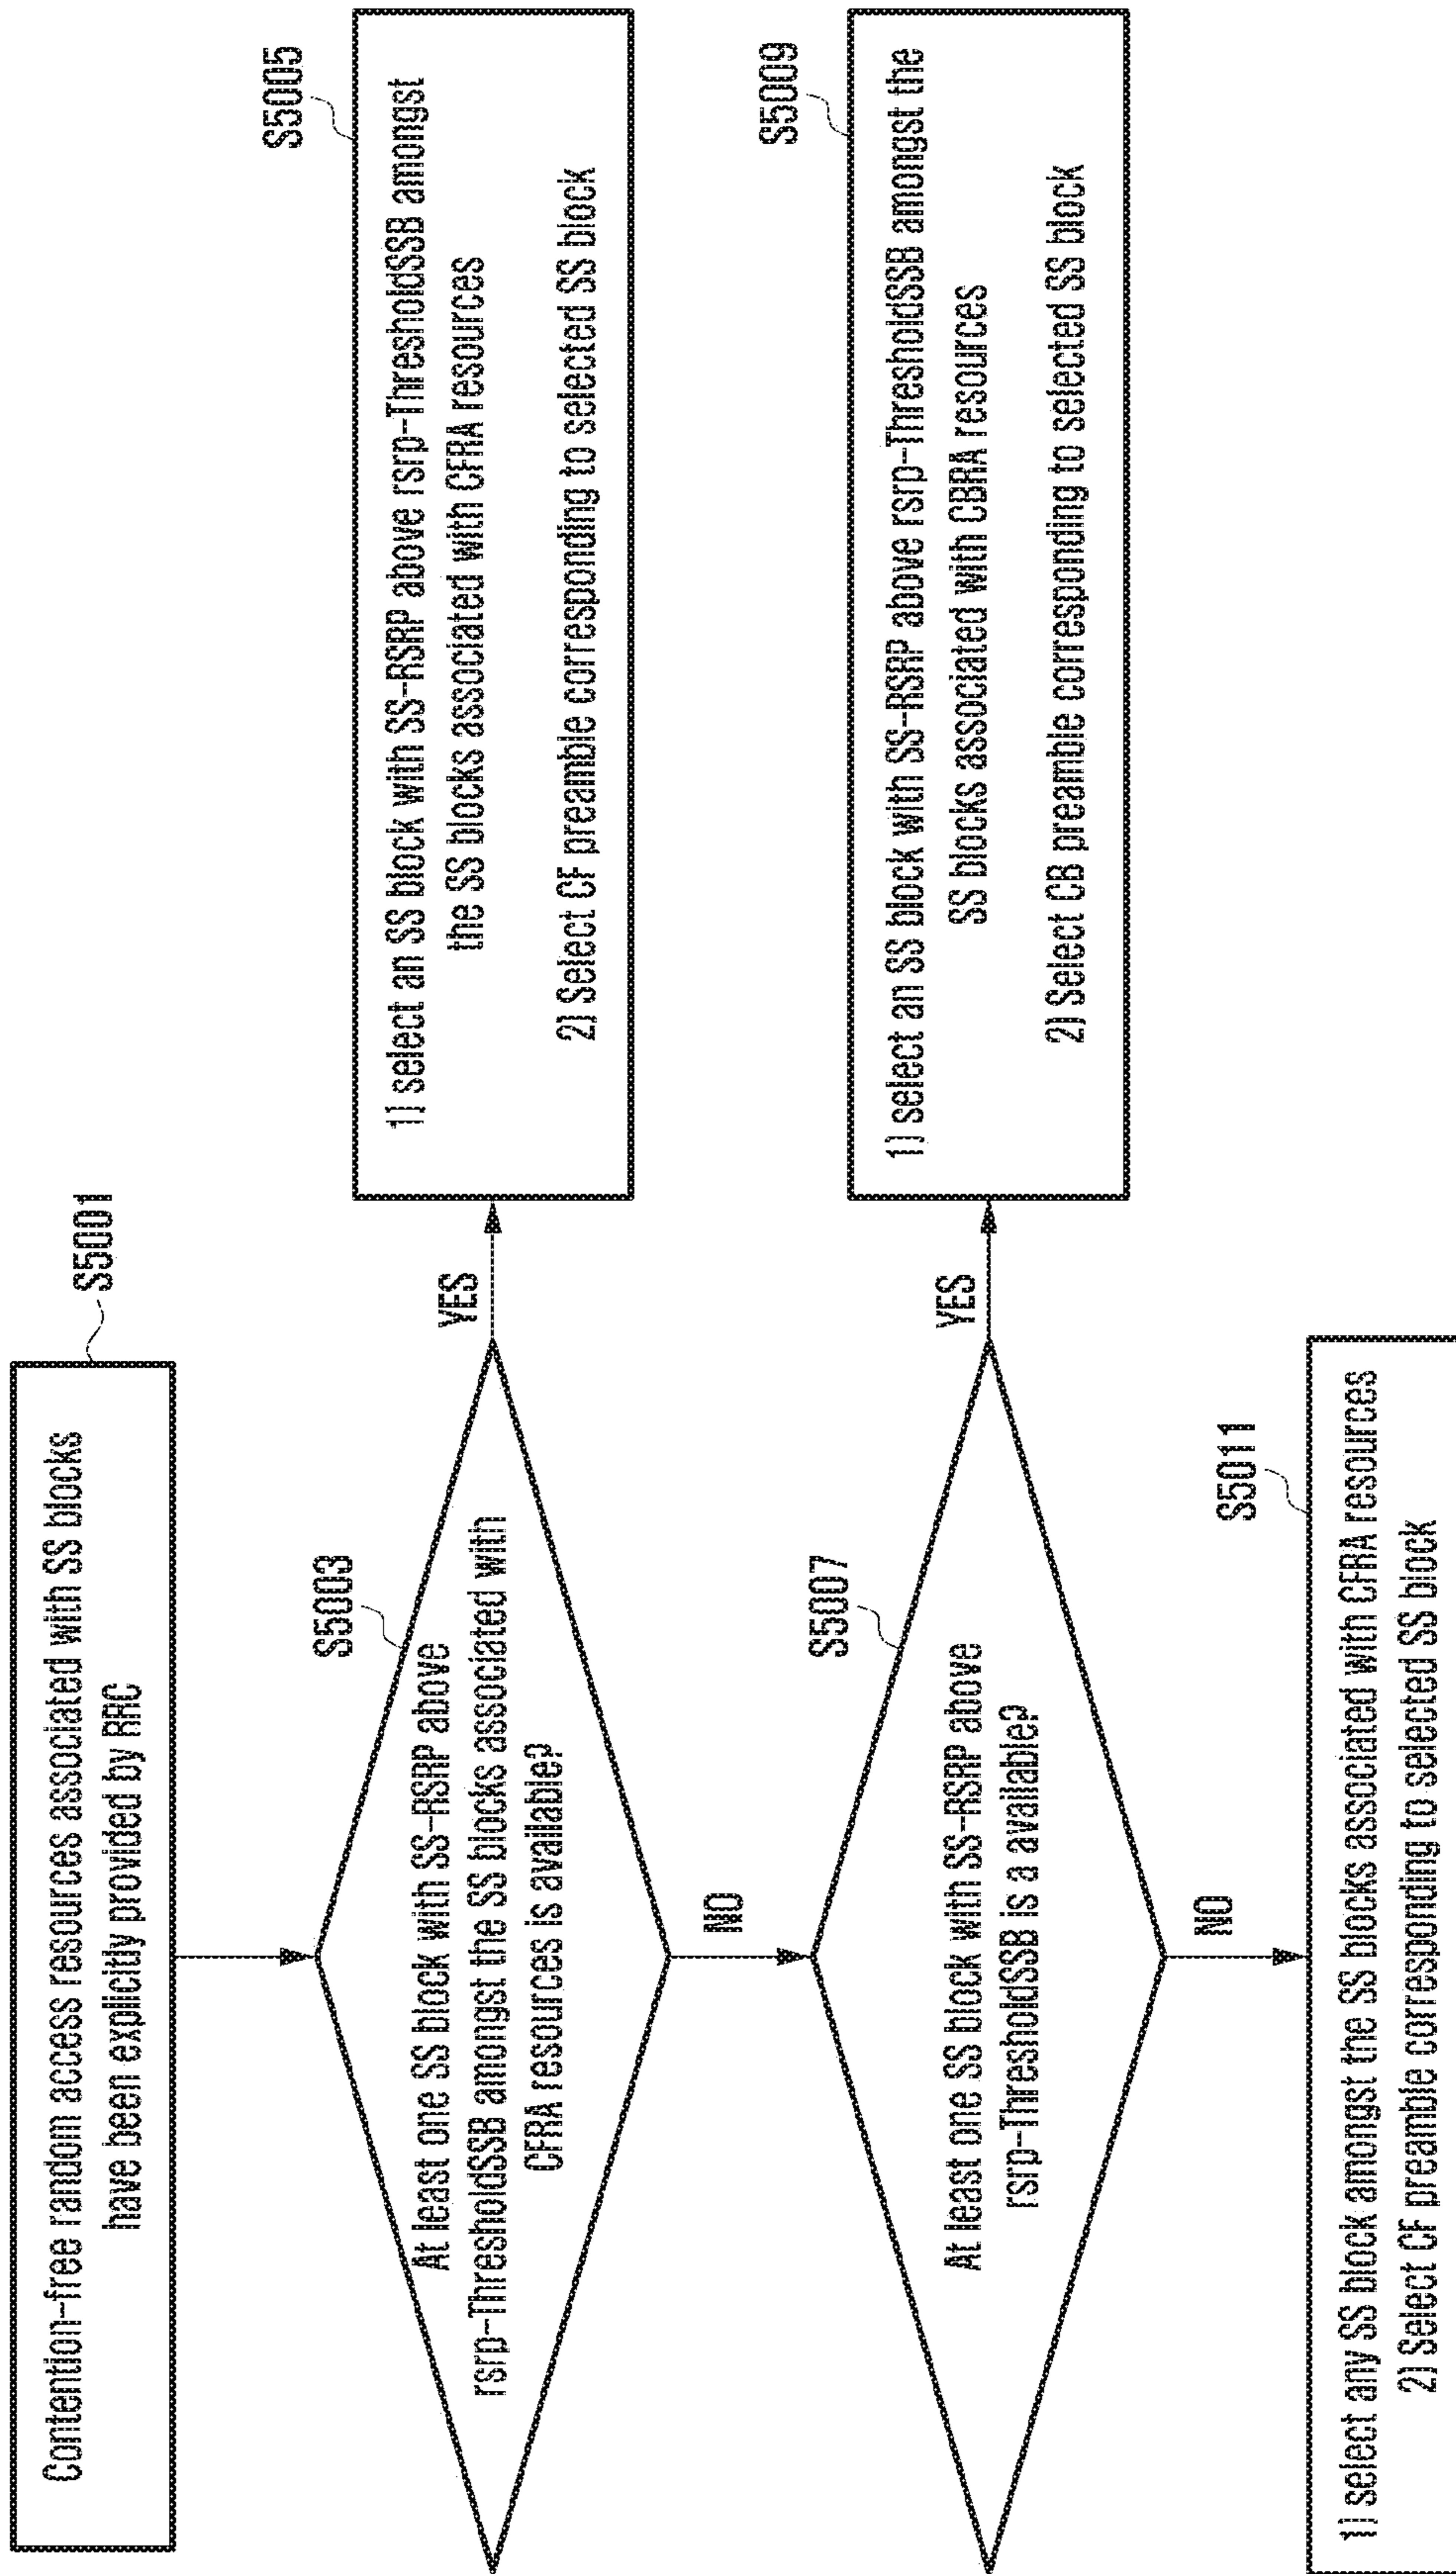 S5001
Contention-free random access resources associated with SS blocks
have been explicitly provided by RRC
S5003
At least one SS block with SS-RSRP above
rsrp-ThresholdSSB amongst the SS blocks associated with
CFRA resources is available?
YES
S5005
1) select an SS block with SS-RSRP above rsrp-ThresholdSSB amongst
the SS blocks associated with CFRA resources
2) Select CF preamble corresponding to selected SS block
NO
S5007
At least one SS block with SS-RSRP above
rsrp-ThresholdSSB is a available?
YES
S5009
1) select an SS block with SS-RSRP above rsrp-ThresholdSSB amongst the
SS blocks associated with CBRA resources
2) Select CB preamble corresponding to selected SS block
NO
S5011
1) select any SS block amongst the SS blocks associated with CFRA resources
2) Select CF preamble corresponding to selected SS block